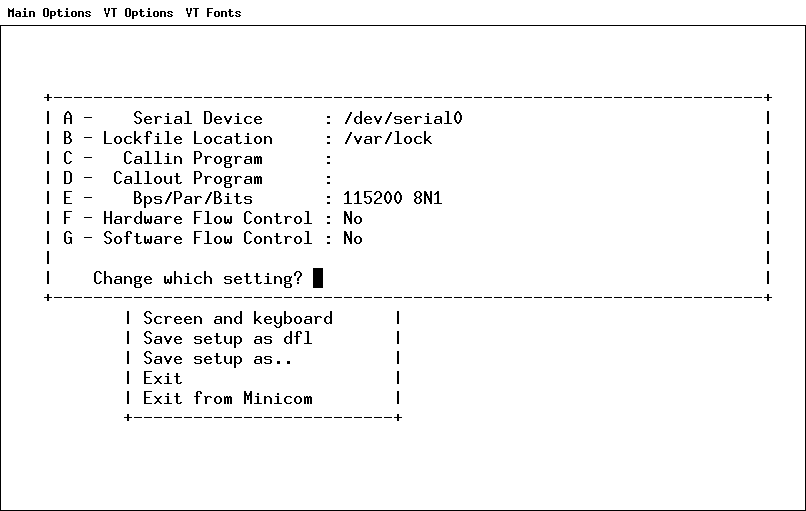 Main Options VT Options VT Fonts
+------------------------------------------------------------------------+
| A -    Serial Device      : /dev/serial0                               |
| B - Lockfile Location     : /var/lock                                  |
| C -   Callin Program      :                                            |
| D -  Callout Program      :                                            |
| E -    Bps/Par/Bits       : 115200 8N1                                 |
| F - Hardware Flow Control : No                                         |
| G - Software Flow Control : No                                         |
|                                                                        |
|    Change which setting?                                               |
+------------------------------------------------------------------------+
        | Screen and keyboard      |
        | Save setup as dfl        |
        | Save setup as..          |
        | Exit                     |
        | Exit from Minicom        |
        +--------------------------+